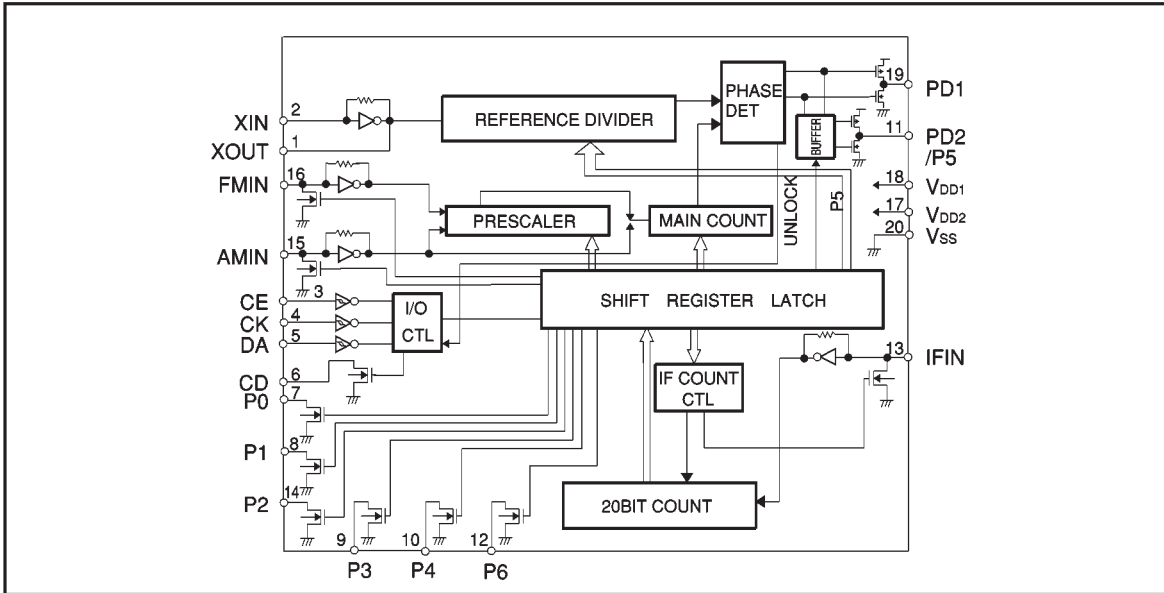 XIN
2
XOUT
1
FMIN
16
AMIN
15
CE
3
CK
4
DA
5
CD
6
P0
7
P1
8
P2
14
9
P3
10
P4
12
P6
REFERENCE DIVIDER
PHASE
DET
BUFFER
19
PD1
11
PD2
/P5
18
VDD1
17
VDD2
20
VSS
PRESCALER
MAIN COUNT
UNLOCK
P5
I/O
CTL
SHIFT REGISTER LATCH
13
IFIN
IF COUNT
CTL
20BIT COUNT